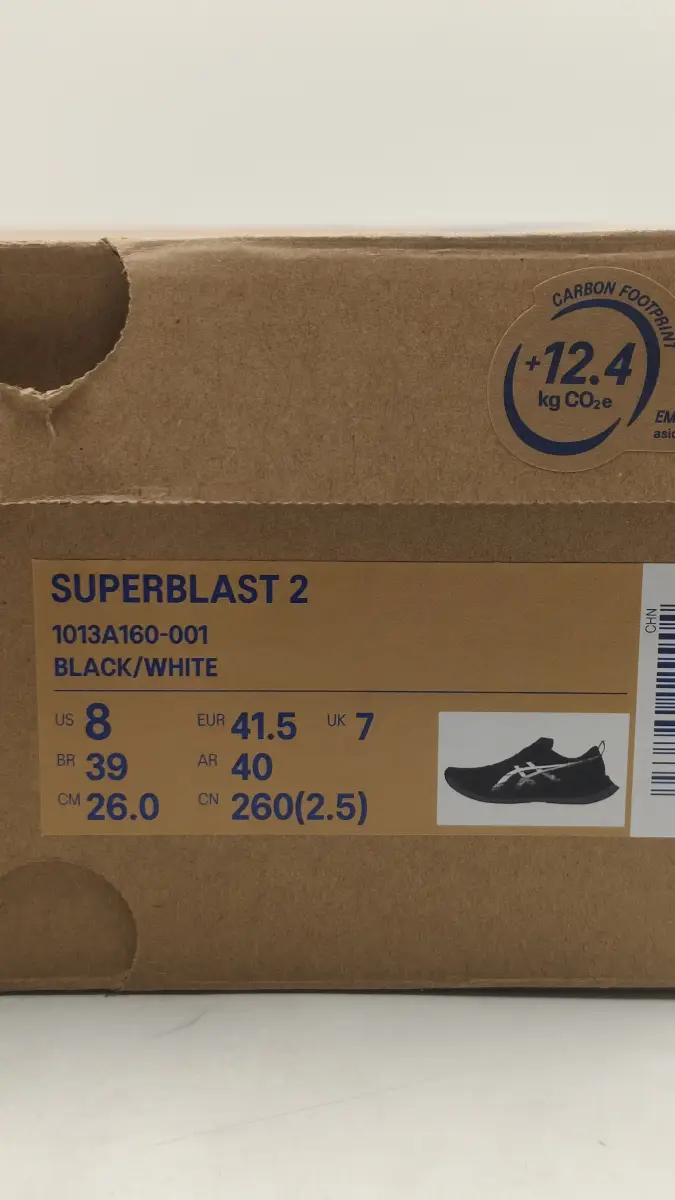 CARBON FOOTPRINT
+12.4
kg CO₂e
SUPERBLAST 2
1013A160-001
BLACK/WHITE
US 8 EUR 41.5 UK 7
BR 39 AR 40
CM 26.0 CN 260(2.5)
CHN